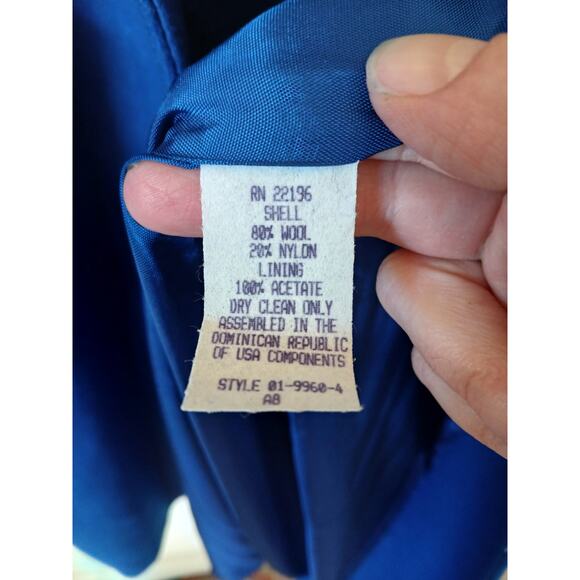 RN 22196
SHELL
80% WOOL
20% NYLON
LINING
100% ACETATE
DRY CLEAN ONLY
ASSEMBLED IN THE
DOMINICAN REPUBLIC
OF USA COMPONENTS
STYLE 01-9960-4
A8